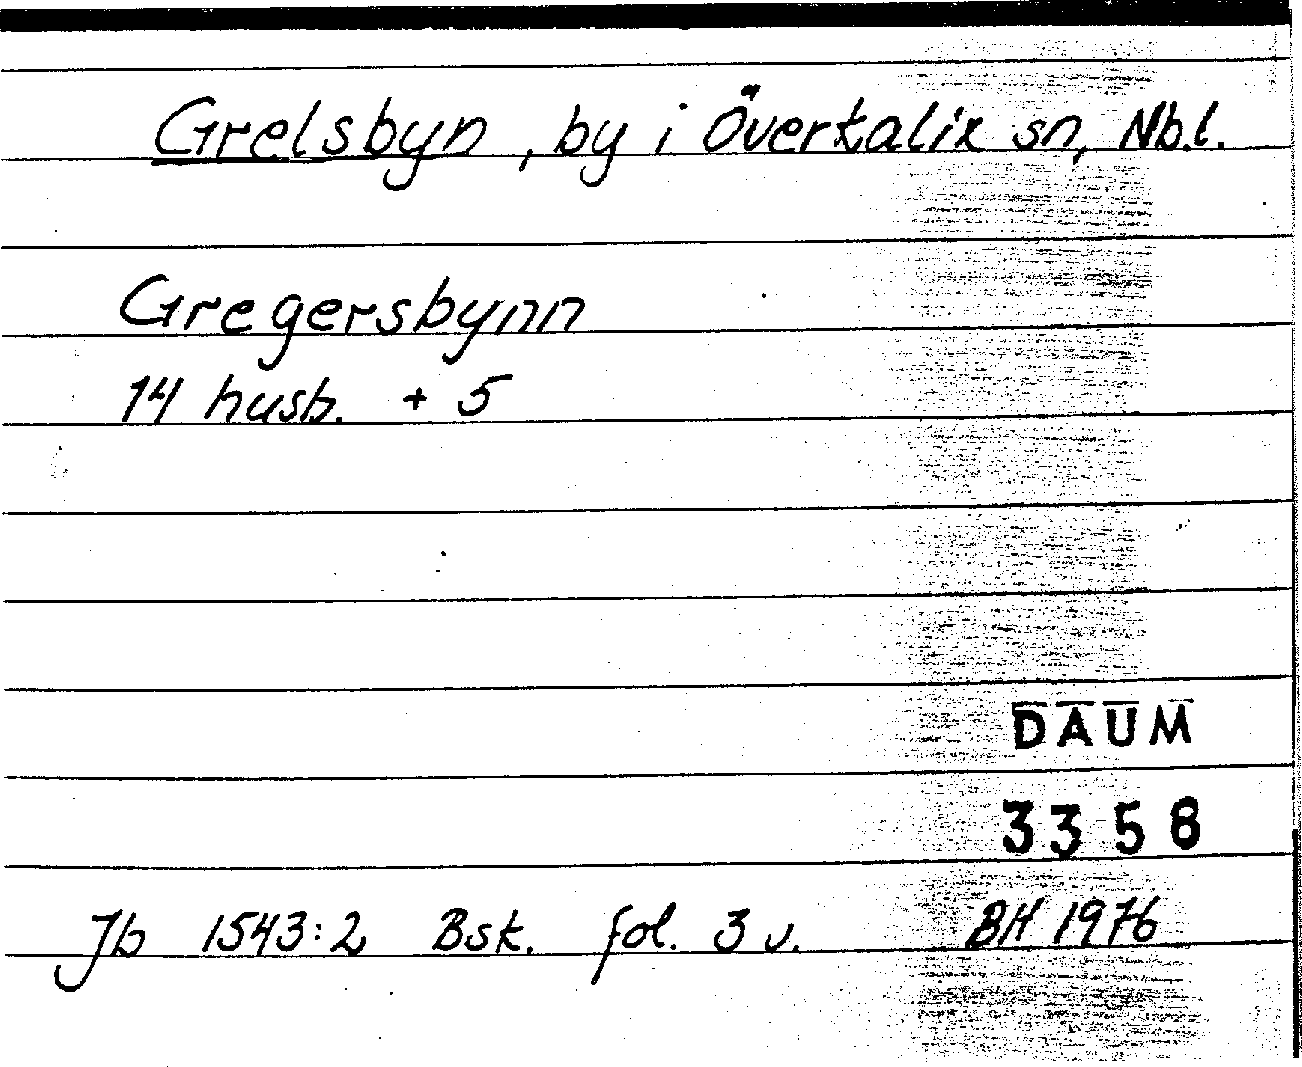 Grelsbyn, by i Övertalix sn, Nb.l.
Gregersbynn
14 husb. + 5
DAUM
3358
Jb 1543:2 Bsk. fol. 3 v. BH 1976